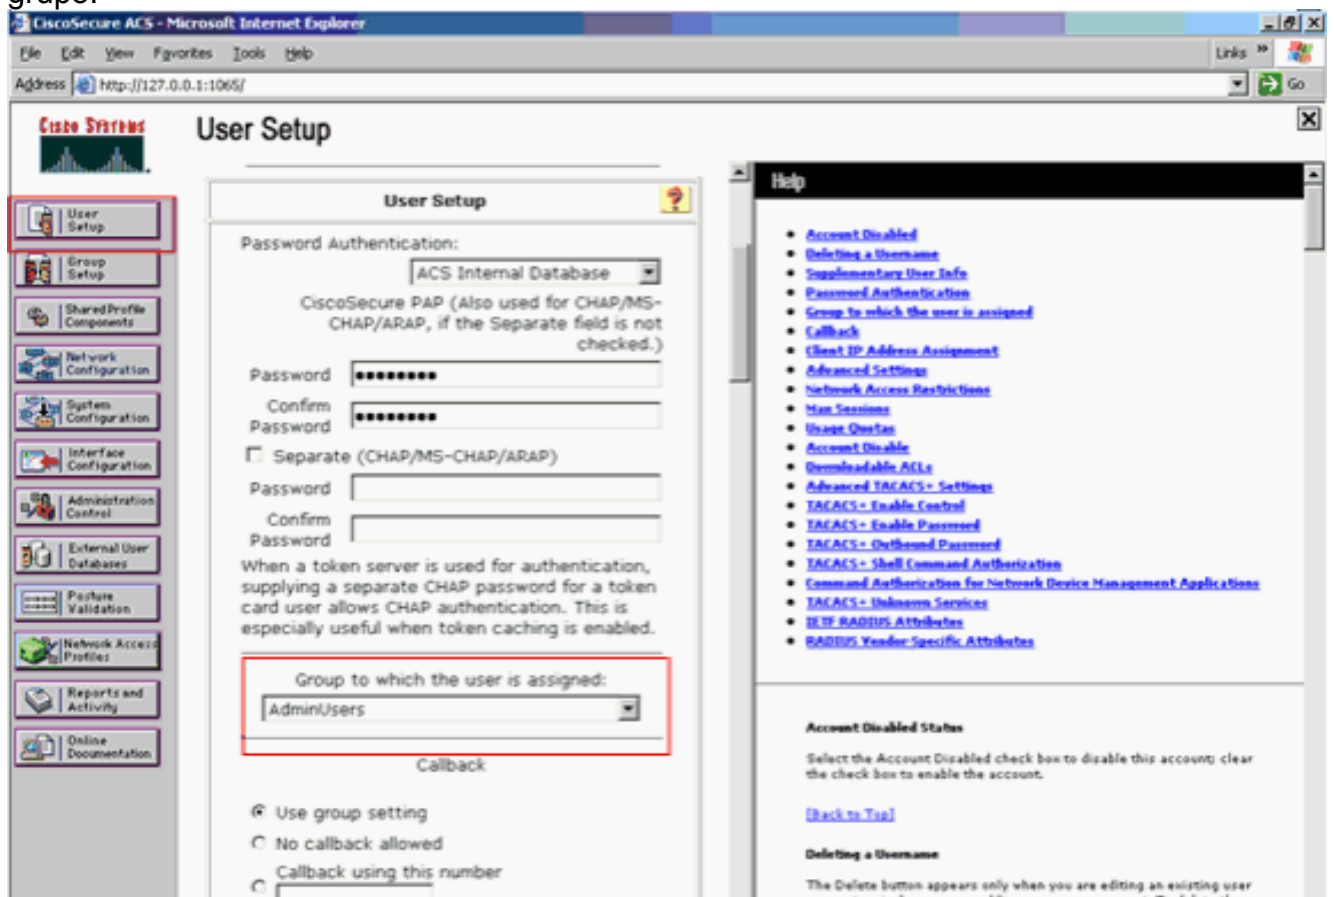 grupo.
CiscoSecure ACS - Microsoft Internet Explorer
File Edit View Favorites Tools Help
Links »
Address http://127.0.0.1:1065/
Go
Cisco Systems
User Setup
User
Setup
Group
Setup
Shared Profile
Components
Network
Configuration
System
Configuration
Interface
Configuration
Administration
Control
External User
Databases
Posture
Validation
Network Access
Profiles
Reports and
Activity
Online
Documentation
User Setup
?
Password Authentication:
ACS Internal Database
CiscoSecure PAP (Also used for CHAP/MS-
CHAP/ARAP, if the Separate field is not
checked.)
Password
Confirm
Password
Separate (CHAP/MS-CHAP/ARAP)
Password
Confirm
Password
When a token server is used for authentication,
supplying a separate CHAP password for a token
card user allows CHAP authentication. This is
especially useful when token caching is enabled.
Group to which the user is assigned:
AdminUsers
Callback
Use group setting
No callback allowed
Callback using this number
Help
Account Disabled
Deleting a Username
Supplementary User Info
Password Authentication
Group to which the user is assigned
Callback
Client IP Address Assignment
Advanced Settings
Network Access Restrictions
Max Sessions
Usage Quotas
Account Disable
Downloadable ACLs
Advanced TACACS+ Settings
TACACS+ Enable Control
TACACS+ Enable Password
TACACS+ Outbound Password
TACACS+ Shell Command Authorization
Command Authorization for Network Device Management Applications
TACACS+ Unknown Services
IETF RADIUS Attributes
RADIUS Vendor-Specific Attributes
Account Disabled Status
Select the Account Disabled check box to disable this account; clear
the check box to enable the account.
[Back to Top]
Deleting a Username
The Delete button appears only when you are editing an existing user